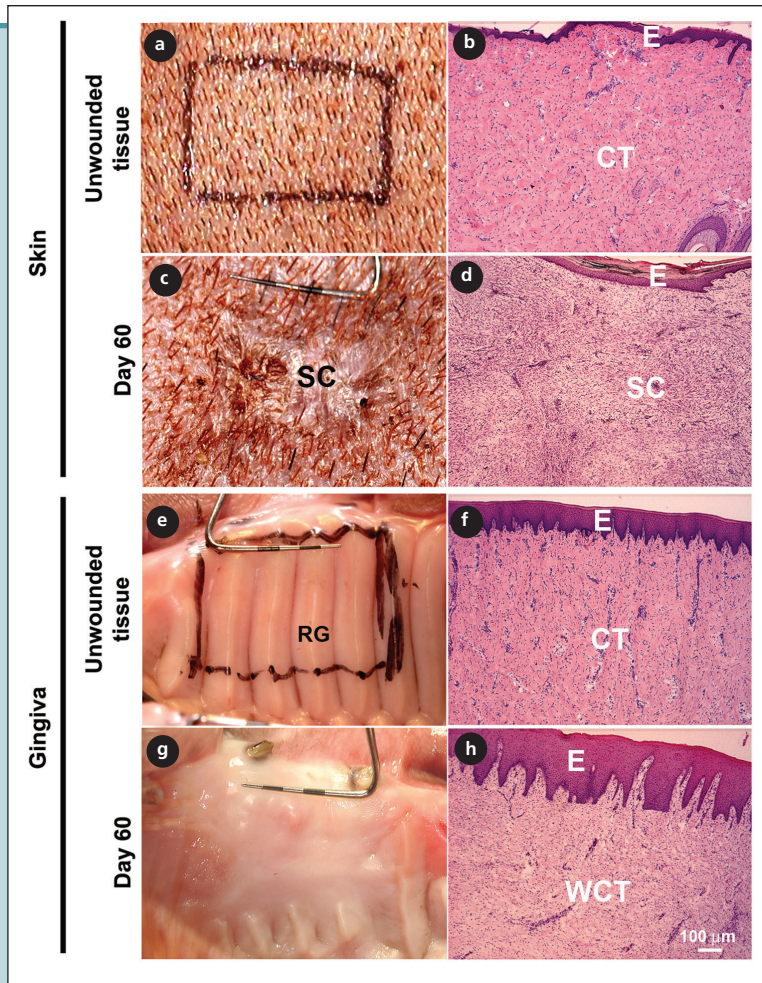 Skin
Unwounded
tissue
a
b
E
CT
Day 60
c
SC
d
E
SC
Gingiva
Unwounded
tissue
e
RG
f
E
CT
Day 60
g
h
E
WCT
100 µm